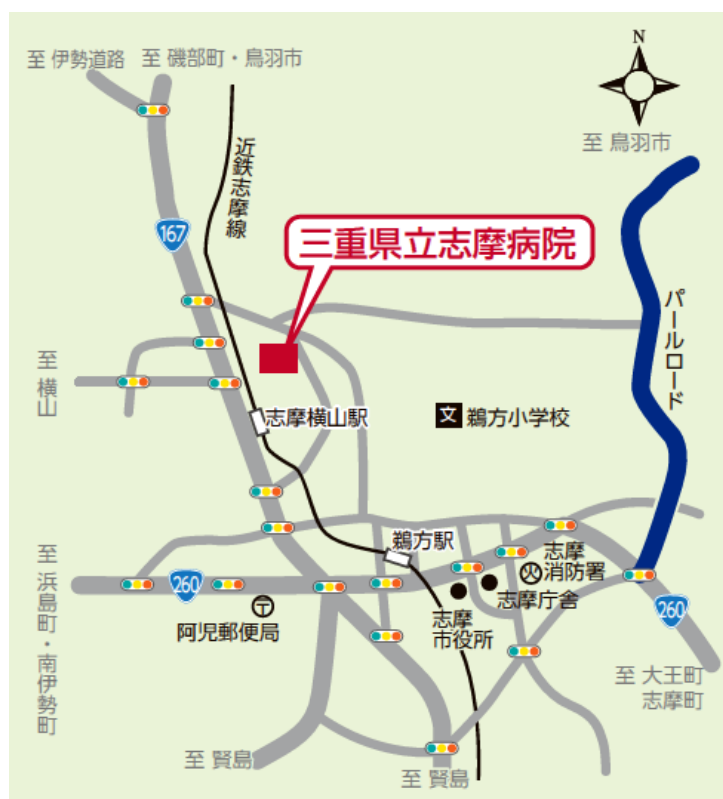 至 伊勢道路
至 磯部町・鳥羽市
N
至 鳥羽市
近鉄志摩線
167
三重県立志摩病院
パールロード
至 横山
志摩横山駅
文 鵜方小学校
至 浜島町・南伊勢町
鵜方駅
260
〒
阿児郵便局
火
志摩
消防署
志摩庁舎
志摩
市役所
260
至 大王町
志摩町
至 賢島
至 賢島